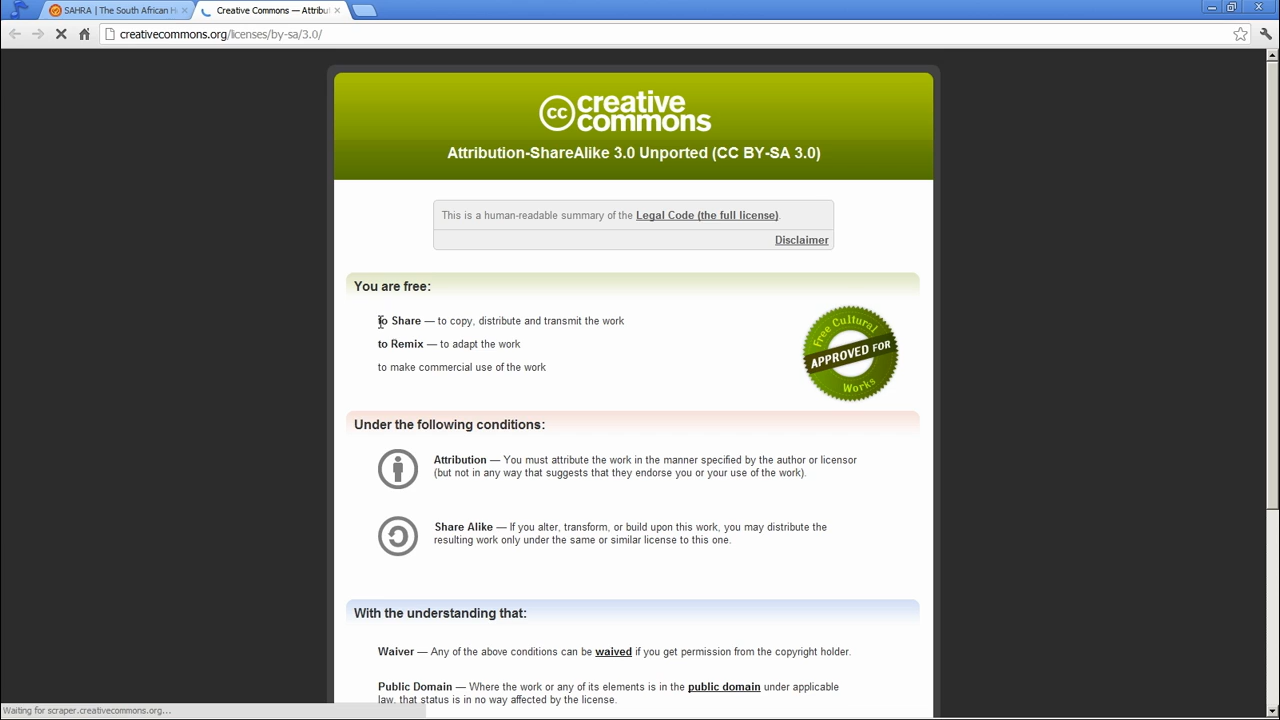 SAHRA | The South African H
Creative Commons — Attribut
creativecommons.org/licenses/by-sa/3.0/
cc creative commons
Attribution-ShareAlike 3.0 Unported (CC BY-SA 3.0)
This is a human-readable summary of the Legal Code (the full license).
Disclaimer
You are free:
to Share — to copy, distribute and transmit the work
to Remix — to adapt the work
to make commercial use of the work
Free Cultural
APPROVED FOR
Works
Under the following conditions:
Attribution — You must attribute the work in the manner specified by the author or licensor
(but not in any way that suggests that they endorse you or your use of the work).
Share Alike — If you alter, transform, or build upon this work, you may distribute the
resulting work only under the same or similar license to this one.
With the understanding that:
Waiver — Any of the above conditions can be waived if you get permission from the copyright holder.
Public Domain — Where the work or any of its elements is in the public domain under applicable
law, that status is in no way affected by the license.
Waiting for scraper.creativecommons.org...